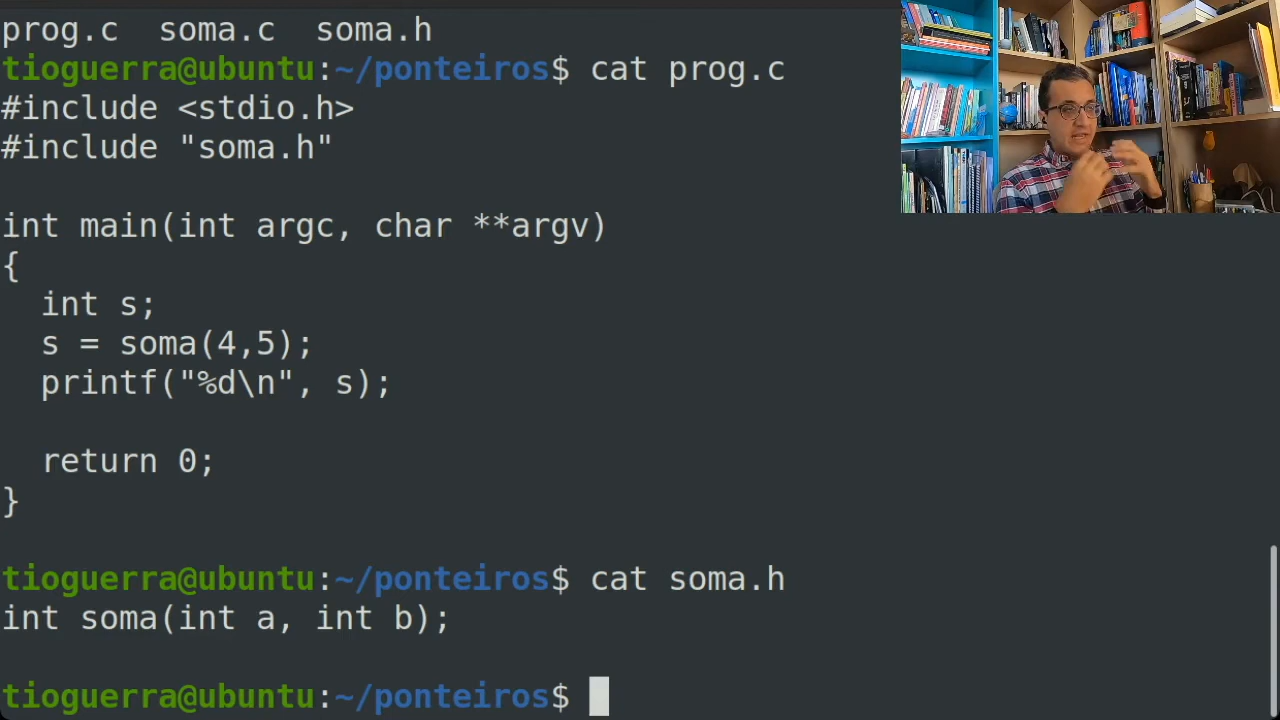 prog.c  soma.c  soma.h
tioguerra@ubuntu:~/ponteiros$ cat prog.c
#include <stdio.h>
#include "soma.h"
int main(int argc, char **argv)
{
  int s;
  s = soma(4,5);
  printf("%d\n", s);
  return 0;
}
tioguerra@ubuntu:~/ponteiros$ cat soma.h
int soma(int a, int b);
tioguerra@ubuntu:~/ponteiros$